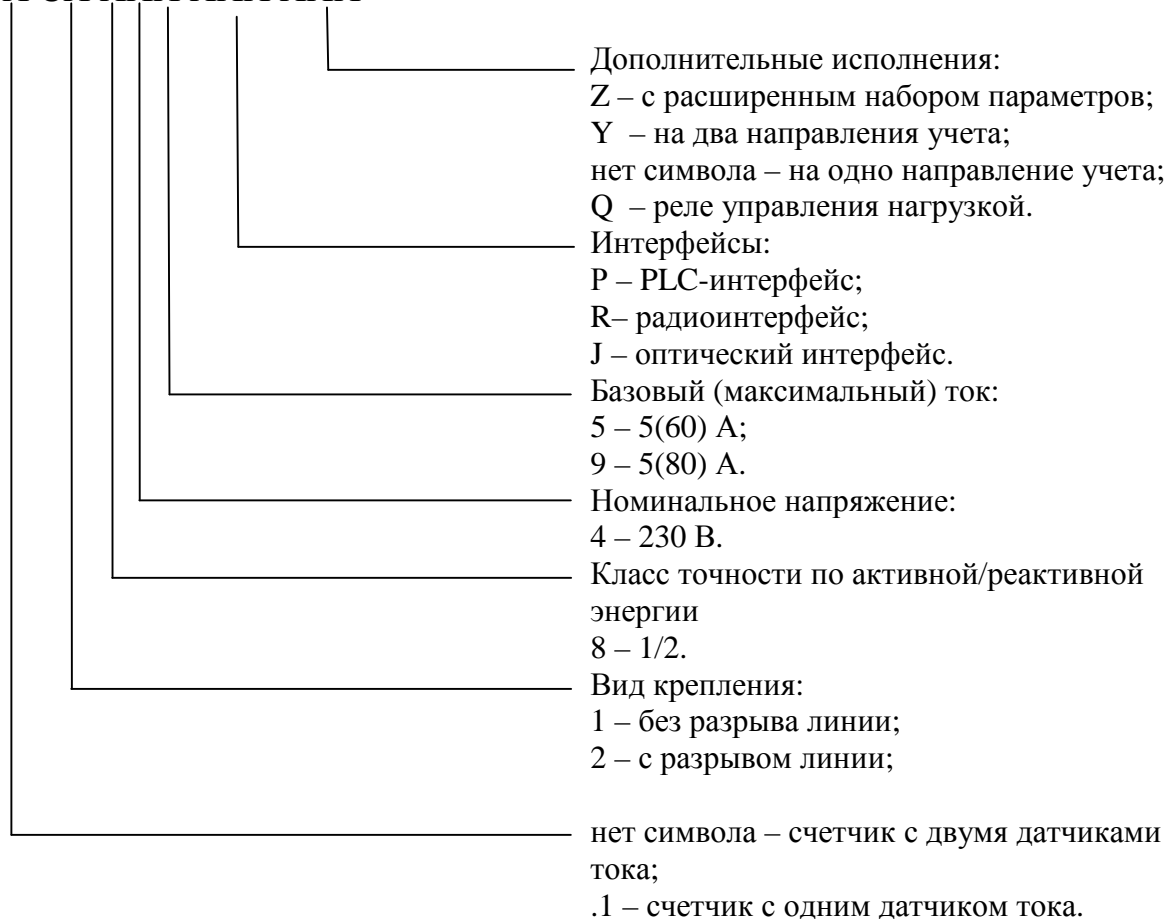 Дополнительные исполнения:
Z – с расширенным набором параметров;
Y – на два направления учета;
нет символа – на одно направление учета;
Q – реле управления нагрузкой.
Интерфейсы:
P – PLC-интерфейс;
R– радиоинтерфейс;
J – оптический интерфейс.
Базовый (максимальный) ток:
5 – 5(60) А;
9 – 5(80) А.
Номинальное напряжение:
4 – 230 В.
Класс точности по активной/реактивной
энергии
8 – 1/2.
Вид крепления:
1 – без разрыва линии;
2 – с разрывом линии;
нет символа – счетчик с двумя датчиками
тока;
.1 – счетчик с одним датчиком тока.